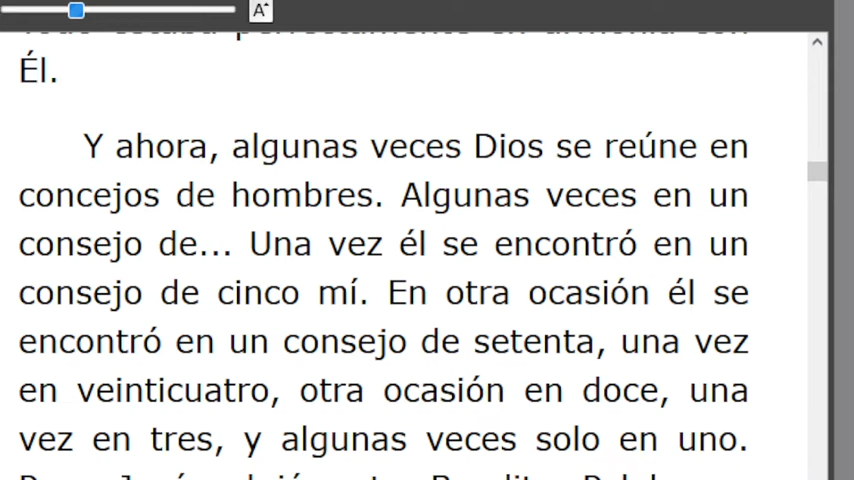 A
Él.
Y ahora, algunas veces Dios se reúne en
concejos de hombres. Algunas veces en un
consejo de... Una vez él se encontró en un
consejo de cinco mí. En otra ocasión él se
encontró en un consejo de setenta, una vez
en veinticuatro, otra ocasión en doce, una
vez en tres, y algunas veces solo en uno.